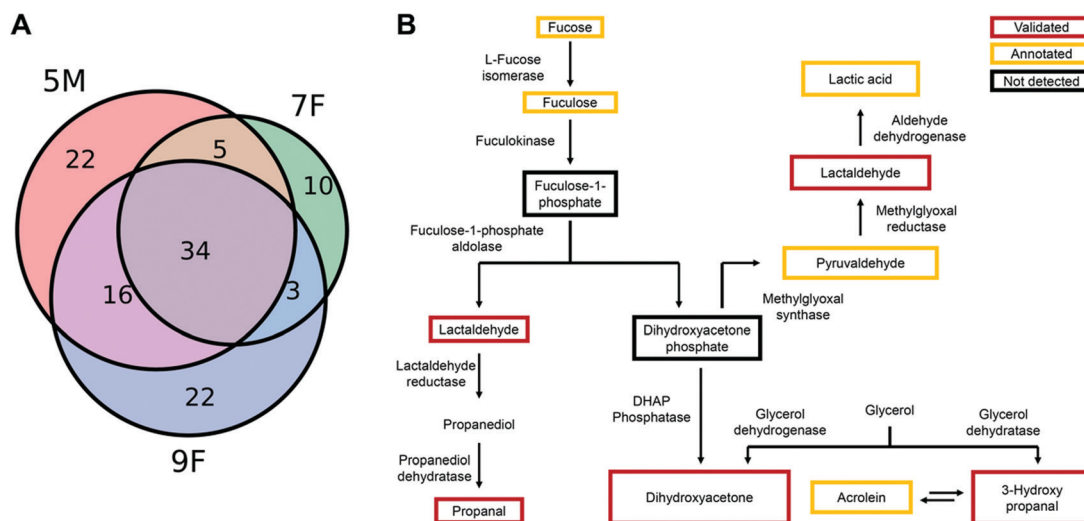 A
5M
7F
22
5
10
34
16
3
22
9F
B
Fucose
L-Fucose
isomerase
Fuculose
Fuculokinase
Fuculose-1-
phosphate
Fuculose-1-phosphate
aldolase
Lactaldehyde
Lactaldehyde
reductase
Propanediol
Propanediol
dehydratase
Propanal
Dihydroxyacetone
phosphate
DHAP
Phosphatase
Dihydroxyacetone
Methylglyoxal
synthase
Pyruvaldehyde
Methylglyoxal
reductase
Lactaldehyde
Aldehyde
dehydrogenase
Lactic acid
Validated
Annotated
Not detected
Glycerol
dehydrogenase
Glycerol
Glycerol
dehydratase
Acrolein
3-Hydroxy
propanal